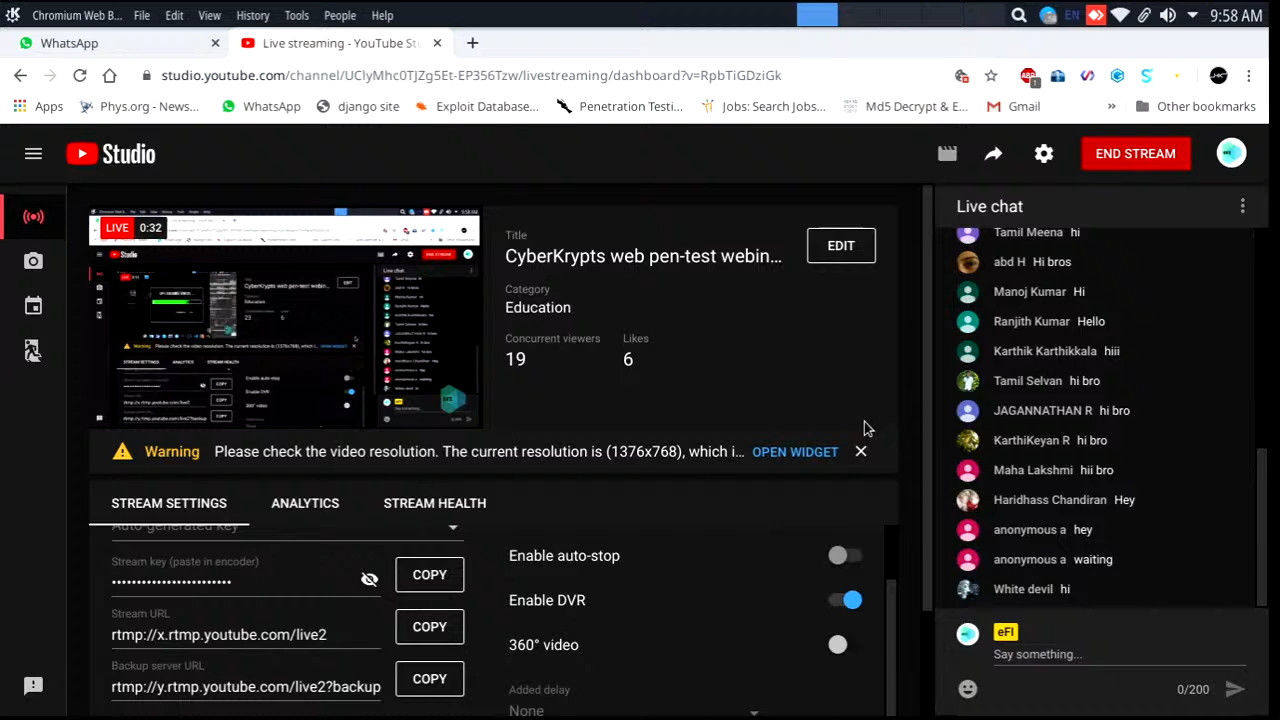 Chromium Web B... File Edit View History Tools People Help EN 9:58 AM
WhatsApp Live streaming - YouTube Stu
studio.youtube.com/channel/UClyMhc0TJZg5Et-EP356Tzw/livestreaming/dashboard?v=RpbTiGDziGk
Apps Phys.org - News... WhatsApp django site Exploit Database... Penetration Testi... Jobs: Search Jobs... Md5 Decrypt & E... Gmail » Other bookmarks
Studio END STREAM
Live chat
LIVE 0:32
Title
CyberKrypts web pen-test webin...
EDIT
Category
Education
Concurrent viewers Likes
19 6
Warning Please check the video resolution. The current resolution is (1376x768), which i... OPEN WIDGET
STREAM SETTINGS ANALYTICS STREAM HEALTH
Auto-generated key
Stream key (paste in encoder)
•••••••••••••••••••••••• COPY
Stream URL
rtmp://x.rtmp.youtube.com/live2 COPY
Backup server URL
rtmp://y.rtmp.youtube.com/live2?backup COPY
Enable auto-stop
Enable DVR
360° video
Added delay
None
Tamil Meena hi
abd H Hi bros
Manoj Kumar Hi
Ranjith Kumar Hello
Karthik Karthikkala hiii
Tamil Selvan hi bro
JAGANNATHAN R hi bro
KarthiKeyan R hi bro
Maha Lakshmi hii bro
Haridhass Chandiran Hey
anonymous a hey
anonymous a waiting
White devil hi
eFI
Say something...
0/200